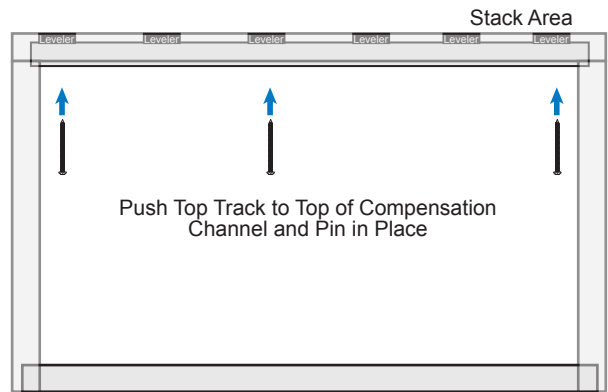 Stack Area
Leveler Leveler Leveler Leveler Leveler Leveler
Push Top Track to Top of Compensation
Channel and Pin in Place